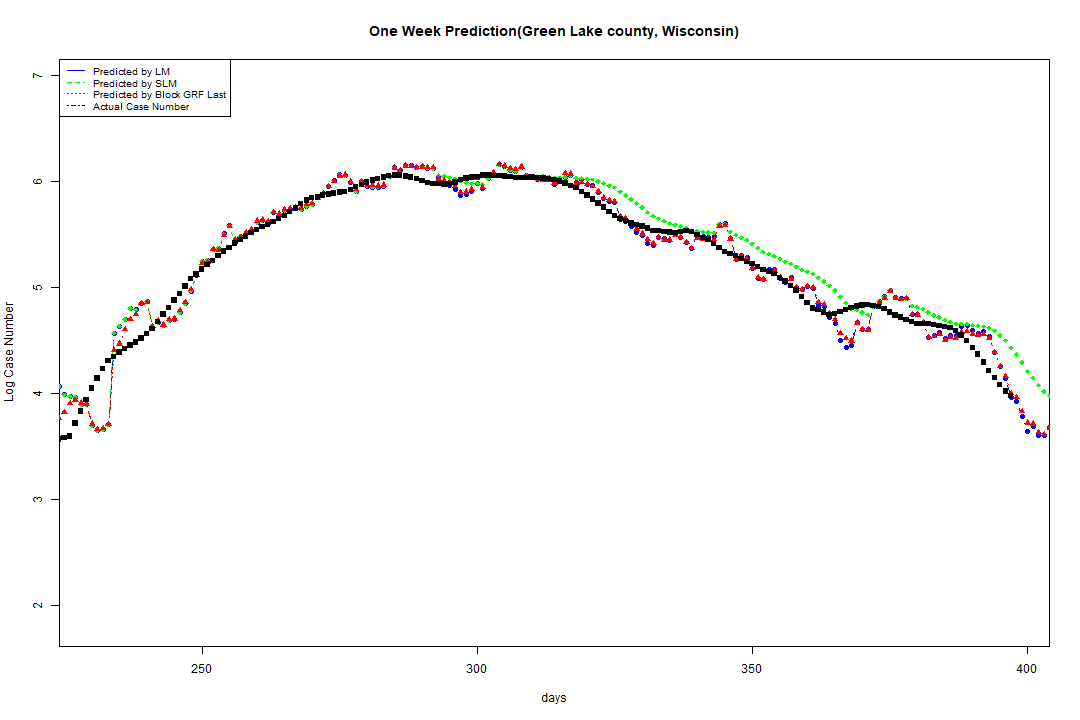 One Week Prediction(Green Lake county, Wisconsin)
Predicted by LM
Predicted by SLM
Predicted by Block GRF Last
Actual Case Number
7
6
5
4
3
2
Log Case Number
250 300 350 400
days